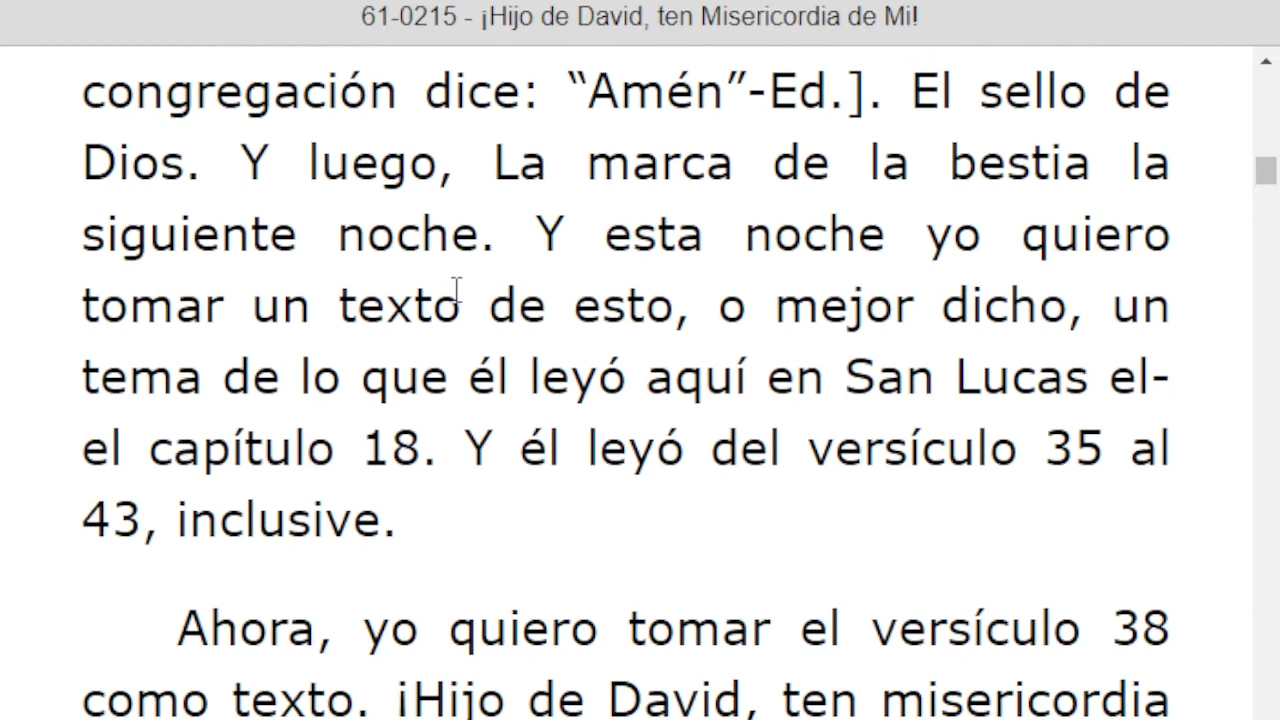 61-0215 - ¡Hijo de David, ten Misericordia de Mi!
congregación dice: “Amén”-Ed.]. El sello de
Dios. Y luego, La marca de la bestia la
siguiente noche. Y esta noche yo quiero
tomar un texto de esto, o mejor dicho, un
tema de lo que él leyó aquí en San Lucas el-
el capítulo 18. Y él leyó del versículo 35 al
43, inclusive.
Ahora, yo quiero tomar el versículo 38
como texto. ¡Hijo de David, ten misericordia